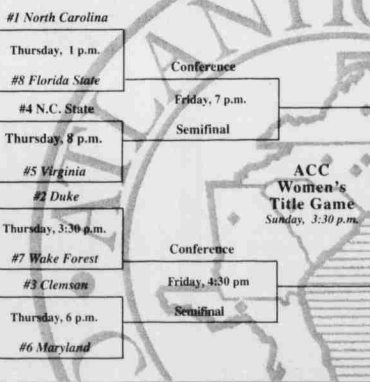 #1 North Carolina
Thursday, 1 p.m.
#8 Florida State
#4 N.C. State
Thursday, 8 p.m.
#5 Virginia
#2 Duke
Thursday, 3:30 p.m.
#7 Wake Forest
#3 Clemson
Thursday, 6 p.m.
#6 Maryland
Conference
Friday, 7 p.m.
Semifinal
Conference
Friday, 4:30 pm
Semifinal
ACC
Women's
Title Game
Sunday, 3:30 p.m.
ATLANTIC